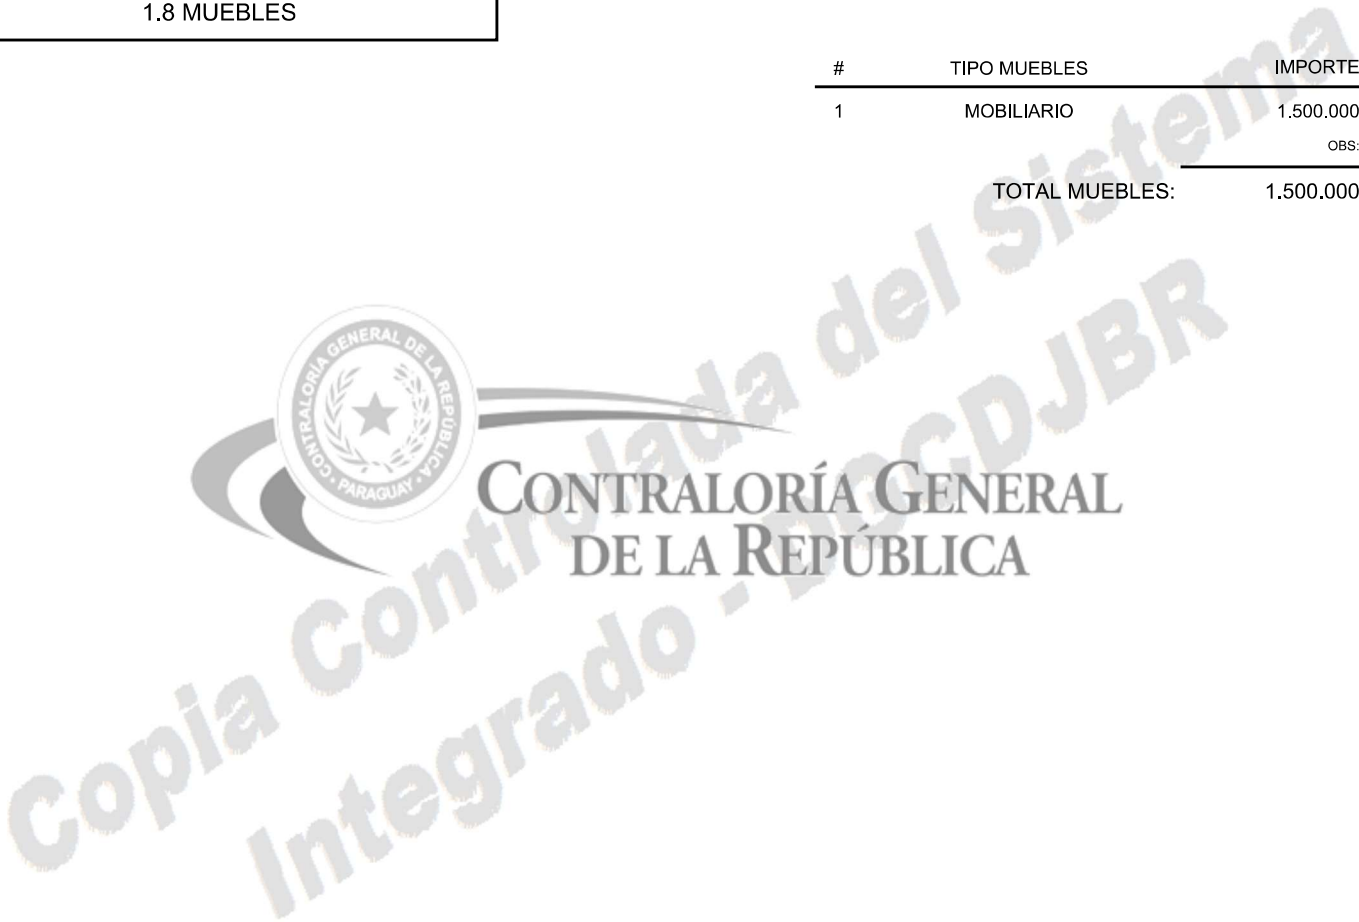 1.8 MUEBLES
# TIPO MUEBLES IMPORTE
1 MOBILIARIO 1.500.000
OBS:
TOTAL MUEBLES: 1.500.000
CONTRALORÍA GENERAL DE LA REPÚBLICA
· PARAGUAY ·
CONTRALORÍA GENERAL
DE LA REPÚBLICA
Copia Controlada del Sistema
Integrado - DGCDJBR